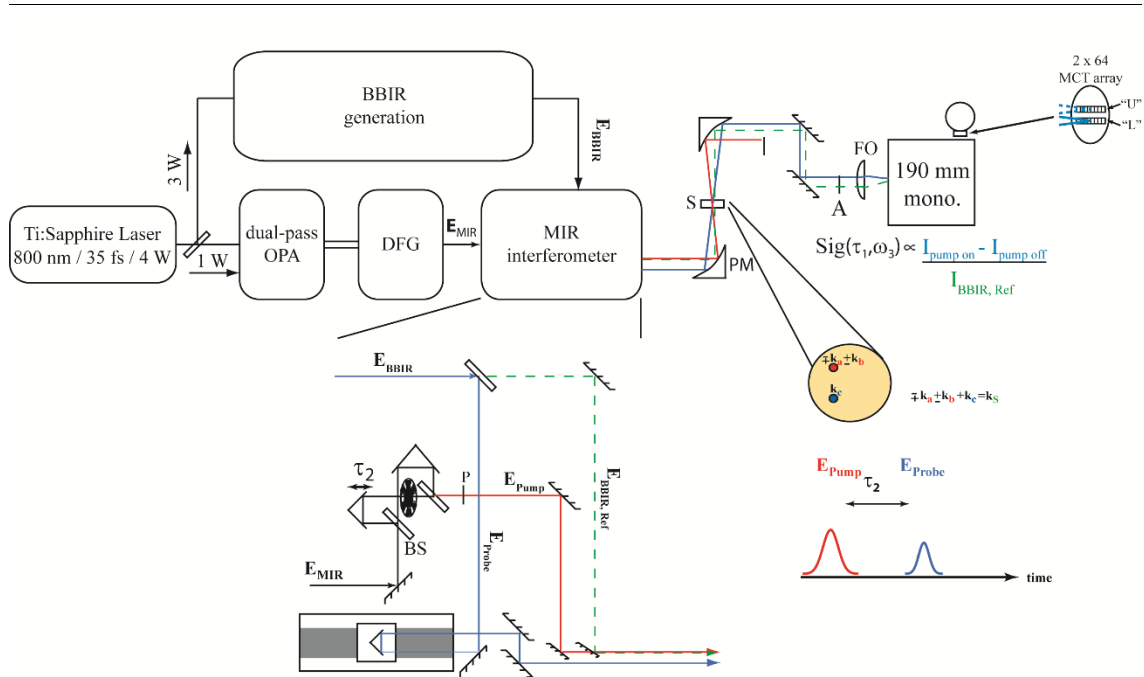 BBIR
generation
E_BBIR
3 W
Ti:Sapphire Laser
800 nm / 35 fs / 4 W
1 W
dual-pass
OPA
DFG
E_MIR
MIR
interferometer
S
PM
A
FO
190 mm
mono.
2 x 64
MCT array
"U"
"L"
Sig(τ₁,ω₃) ∝ I_pump on - I_pump off
I_BBIR, Ref
∓k_a±k_b
k_c
∓k_a±k_b+k_c=k_S
E_BBIR
τ₂
P
E_Pump
E_BBIR, Ref
E_Probe
BS
E_MIR
E_Pump
E_Probe
τ₂
time